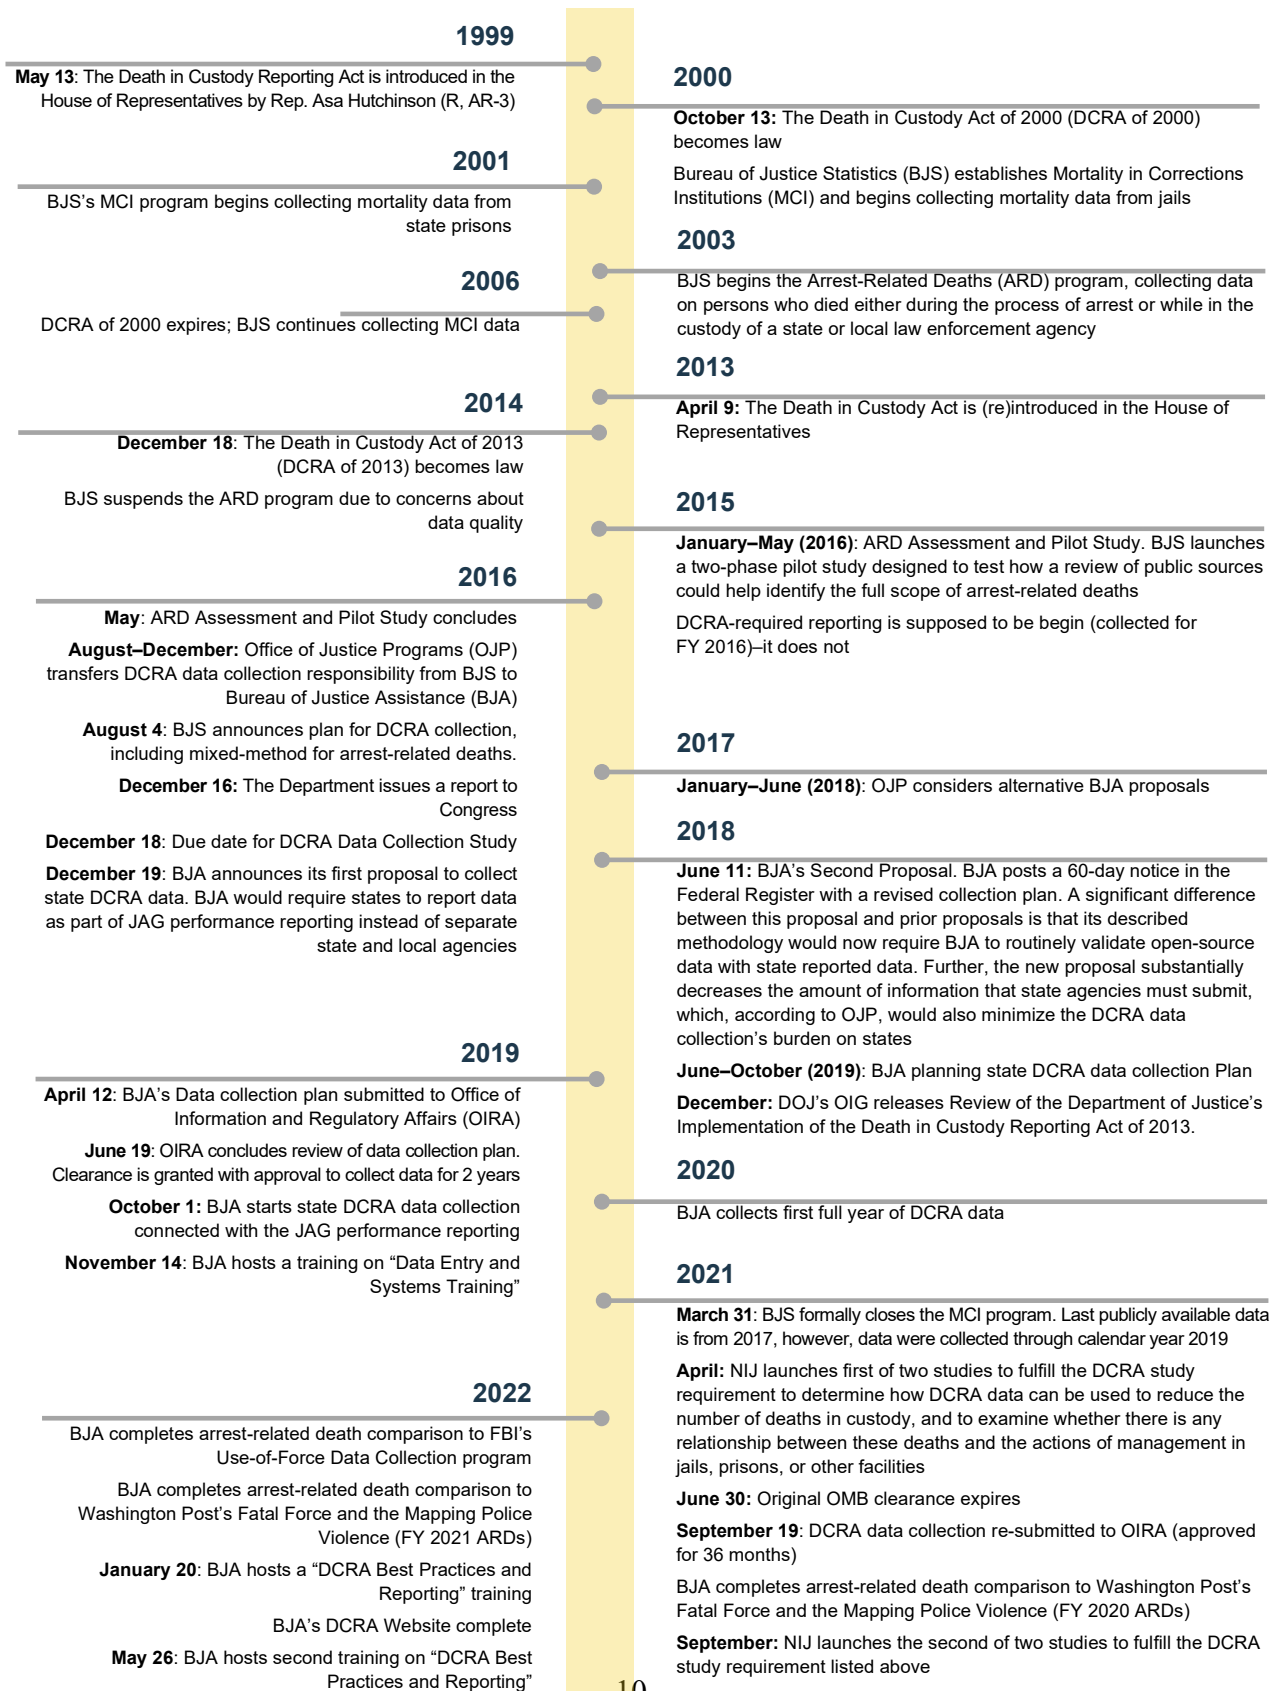 1999
May 13: The Death in Custody Reporting Act is introduced in the
House of Representatives by Rep. Asa Hutchinson (R, AR-3)
2000
October 13: The Death in Custody Act of 2000 (DCRA of 2000)
becomes law
Bureau of Justice Statistics (BJS) establishes Mortality in Corrections
Institutions (MCI) and begins collecting mortality data from jails
2001
BJS’s MCI program begins collecting mortality data from
state prisons
2003
BJS begins the Arrest-Related Deaths (ARD) program, collecting data
on persons who died either during the process of arrest or while in the
custody of a state or local law enforcement agency
2006
DCRA of 2000 expires; BJS continues collecting MCI data
2013
April 9: The Death in Custody Act is (re)introduced in the House of
Representatives
2014
December 18: The Death in Custody Act of 2013
(DCRA of 2013) becomes law
BJS suspends the ARD program due to concerns about
data quality
2015
January–May (2016): ARD Assessment and Pilot Study. BJS launches
a two-phase pilot study designed to test how a review of public sources
could help identify the full scope of arrest-related deaths
DCRA-required reporting is supposed to be begin (collected for
FY 2016)–it does not
2016
May: ARD Assessment and Pilot Study concludes
August–December: Office of Justice Programs (OJP)
transfers DCRA data collection responsibility from BJS to
Bureau of Justice Assistance (BJA)
August 4: BJS announces plan for DCRA collection,
including mixed-method for arrest-related deaths.
December 16: The Department issues a report to
Congress
December 18: Due date for DCRA Data Collection Study
December 19: BJA announces its first proposal to collect
state DCRA data. BJA would require states to report data
as part of JAG performance reporting instead of separate
state and local agencies
2017
January–June (2018): OJP considers alternative BJA proposals
2018
June 11: BJA’s Second Proposal. BJA posts a 60-day notice in the
Federal Register with a revised collection plan. A significant difference
between this proposal and prior proposals is that its described
methodology would now require BJA to routinely validate open-source
data with state reported data. Further, the new proposal substantially
decreases the amount of information that state agencies must submit,
which, according to OJP, would also minimize the DCRA data
collection’s burden on states
June–October (2019): BJA planning state DCRA data collection Plan
December: DOJ’s OIG releases Review of the Department of Justice’s
Implementation of the Death in Custody Reporting Act of 2013.
2019
April 12: BJA’s Data collection plan submitted to Office of
Information and Regulatory Affairs (OIRA)
June 19: OIRA concludes review of data collection plan.
Clearance is granted with approval to collect data for 2 years
October 1: BJA starts state DCRA data collection
connected with the JAG performance reporting
November 14: BJA hosts a training on “Data Entry and
Systems Training”
2020
BJA collects first full year of DCRA data
2021
March 31: BJS formally closes the MCI program. Last publicly available data
is from 2017, however, data were collected through calendar year 2019
April: NIJ launches first of two studies to fulfill the DCRA study
requirement to determine how DCRA data can be used to reduce the
number of deaths in custody, and to examine whether there is any
relationship between these deaths and the actions of management in
jails, prisons, or other facilities
June 30: Original OMB clearance expires
September 19: DCRA data collection re-submitted to OIRA (approved
for 36 months)
BJA completes arrest-related death comparison to Washington Post’s
Fatal Force and the Mapping Police Violence (FY 2020 ARDs)
September: NIJ launches the second of two studies to fulfill the DCRA
study requirement listed above
2022
BJA completes arrest-related death comparison to FBI’s
Use-of-Force Data Collection program
BJA completes arrest-related death comparison to
Washington Post’s Fatal Force and the Mapping Police
Violence (FY 2021 ARDs)
January 20: BJA hosts a “DCRA Best Practices and
Reporting” training
BJA’s DCRA Website complete
May 26: BJA hosts second training on “DCRA Best
Practices and Reporting”
10